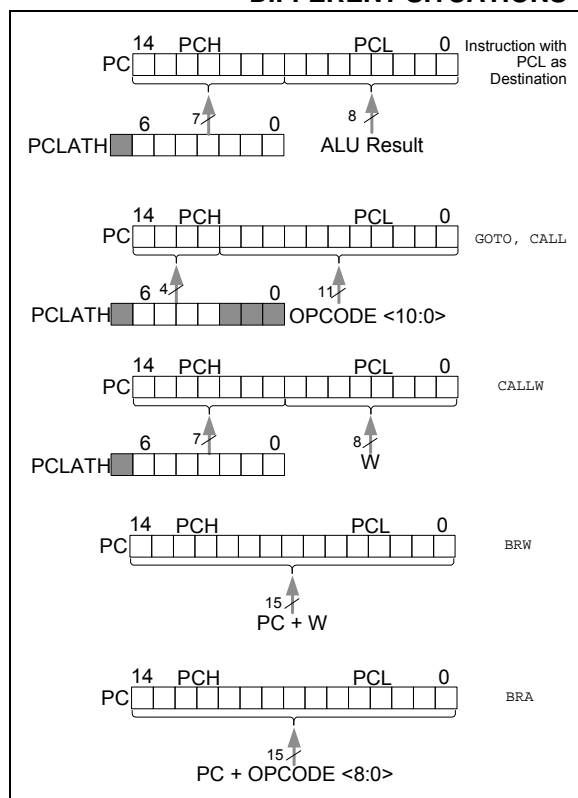 DIFFERENT SITUATIONS
14 PCH PCL 0
PC
Instruction with
PCL as
Destination
7 8
6 0
PCLATH
ALU Result
14 PCH PCL 0
PC
GOTO, CALL
4 11
6 0
PCLATH
OPCODE <10:0>
14 PCH PCL 0
PC
CALLW
7 8
6 0
PCLATH
W
14 PCH PCL 0
PC
BRW
15
PC + W
14 PCH PCL 0
PC
BRA
15
PC + OPCODE <8:0>